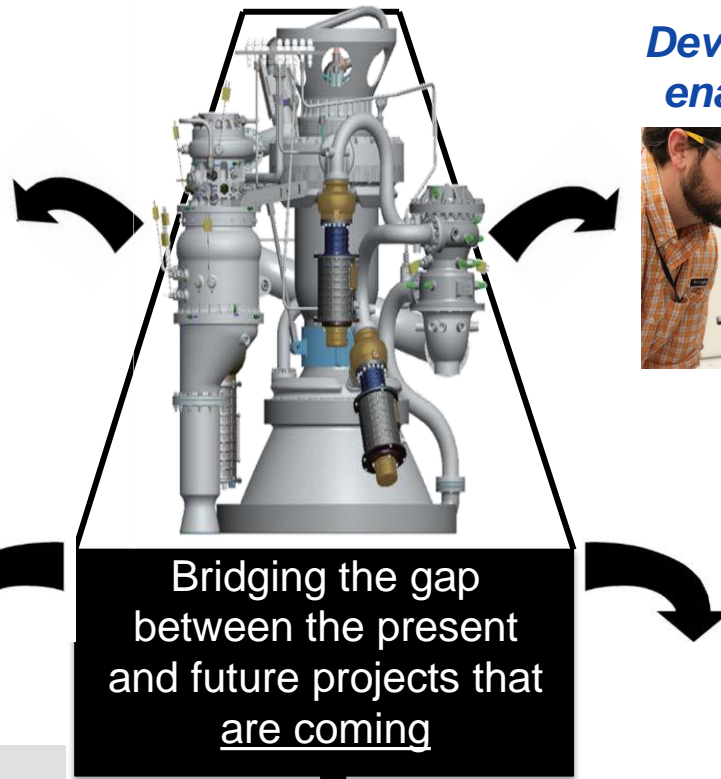 Bridging the gap
between the present
and future projects that
are coming